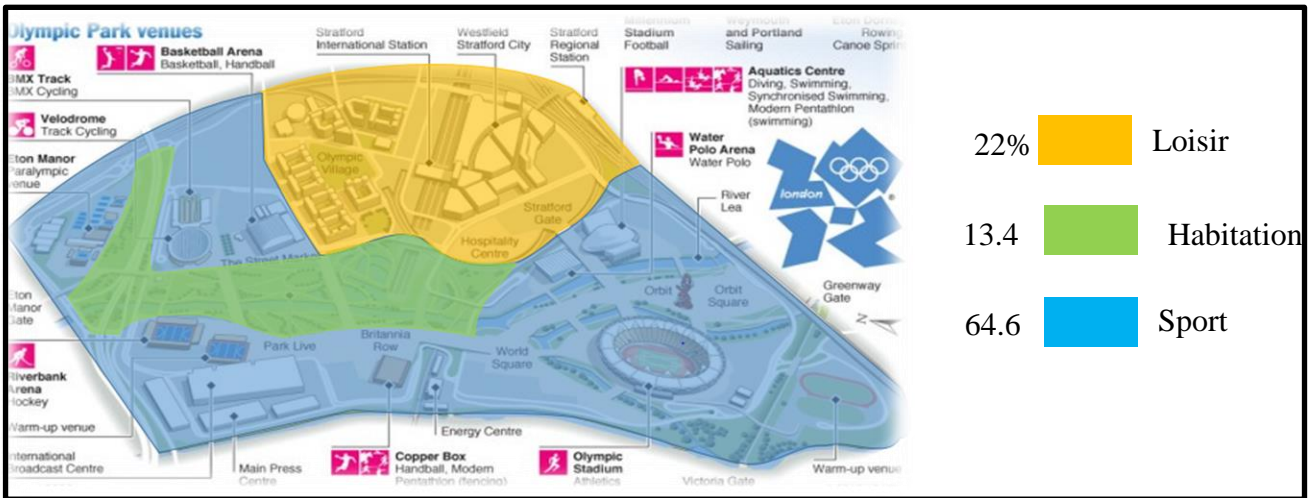 Olympic Park venues
Basketball Arena
Basketball, Handball
Stratford
International Station
Westfield
Stratford City
Stratford
Regional
Station
Millennium
Stadium
Football
Weymouth
and Portland
Sailing
Eton Dorney
Rowing,
Canoe Sprint
BMX Track
BMX Cycling
Velodrome
Track Cycling
Eton Manor
Paralympic
venue
Aquatics Centre
Diving, Swimming,
Synchronised Swimming,
Modern Pentathlon
(swimming)
Water
Polo Arena
Water Polo
River
Lea
london
Olympic
Village
Stratford
Gate
Hospitality
Centre
The Street Market
Eton
Manor
Gate
Orbit
Orbit
Square
Greenway
Gate
N
Park Live
Britannia
Row
World
Square
Riverbank
Arena
Hockey
Warm-up venue
International
Broadcast Centre
Main Press
Centre
Energy Centre
Copper Box
Handball, Modern
Pentathlon (fencing)
Olympic
Stadium
Athletics
Victoria Gate
Warm-up venue
22% Loisir
13.4 Habitation
64.6 Sport